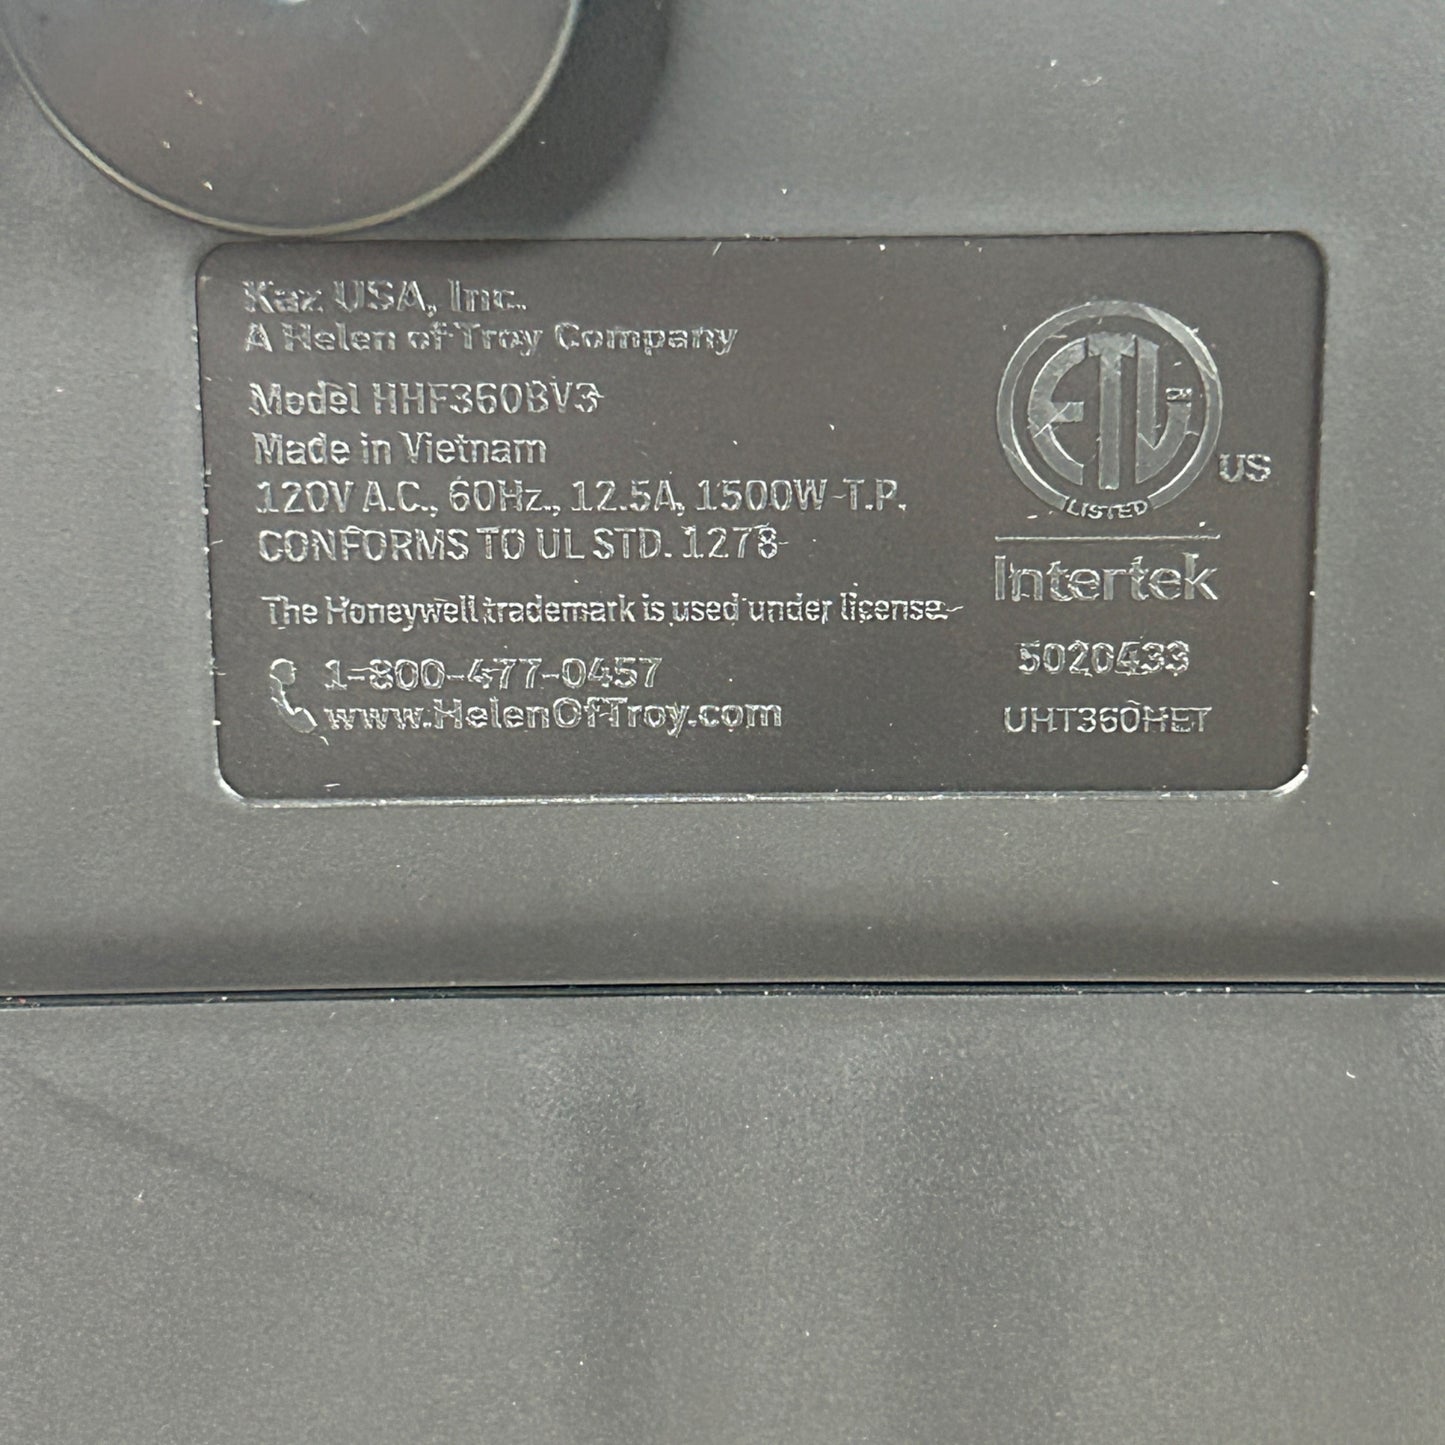 Kaz USA, Inc.
A Helen of Troy Company
Model HHF360BV3
Made in Vietnam
120V A.C., 60Hz., 12.5A, 1500W T.P.
CONFORMS TO UL STD. 1278
The Honeywell trademark is used under license.
1-800-477-0457
www.HelenOfTroy.com
ETL
CM
LISTED
US
Intertek
5020433
UHT360HET